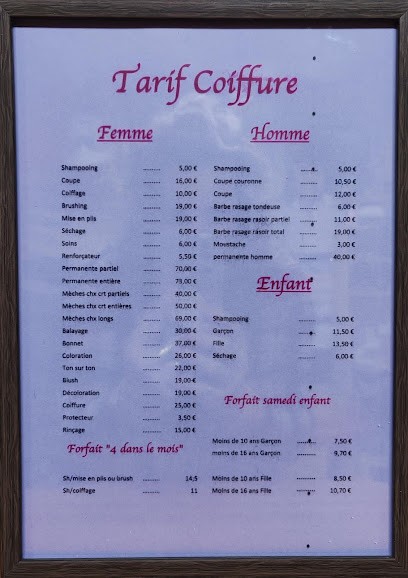 Tarif Coiffure
Femme
Shampooing .......... 5,00 €
Coupe .......... 16,00 €
Coiffage .......... 10,00 €
Brushing .......... 19,00 €
Mise en plis .......... 19,00 €
Séchage .......... 6,00 €
Soins .......... 6,00 €
Renforçateur .......... 5,50 €
Permanente partiel .......... 70,00 €
Permanente entière .......... 79,00 €
Mèches chx crt partiels .......... 40,00 €
Mèches chx crt entières .......... 50,00 €
Mèches chx longs .......... 69,00 €
Balayage .......... 30,00 €
Bonnet .......... 37,00 €
Coloration .......... 26,00 €
Ton sur ton .......... 22,00 €
Blush .......... 19,00 €
Décoloration .......... 19,00 €
Coiffure .......... 25,00 €
Protecteur .......... 3,50 €
Rinçage .......... 15,00 €
Forfait "4 dans le mois"
Sh/mise en plis ou brush .......... 14,5
Sh/coiffage .......... 11
Homme
Shampooing .......... 5,00 €
Coupe couronne .......... 10,50 €
Coupe .......... 12,00 €
Barbe rasage tondeuse .......... 6,00 €
Barbe rasage rasoir partiel .......... 11,00 €
Barbe rasage rasoir total .......... 19,00 €
Moustache .......... 3,00 €
permanente homme .......... 40,00 €
Enfant
Shampooing .......... 5,00 €
Garçon .......... 11,50 €
Fille .......... 13,50 €
Séchage .......... 6,00 €
Forfait samedi enfant
Moins de 10 ans Garçon .......... 7,50 €
moins de 16 ans Garçon .......... 9,70 €
Moins de 10 ans Fille .......... 8,50 €
Moins de 16 ans Fille .......... 10,70 €